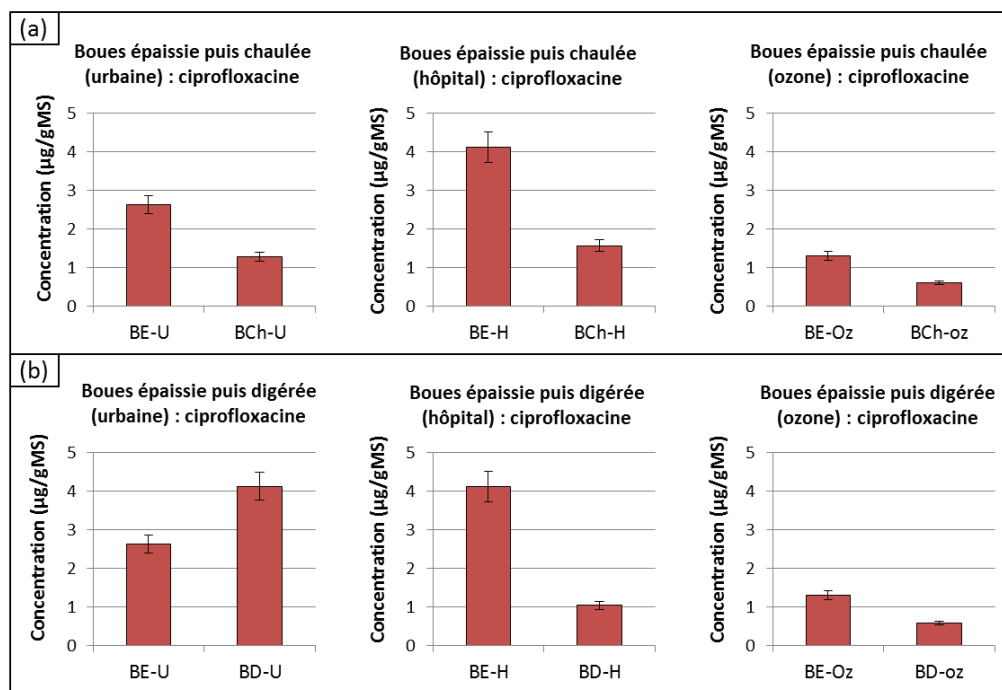 (a)
Boues épaissie puis chaulée
(urbaine) : ciprofloxacine
Concentration (µg/gMS)
5
4
3
2
1
0
BE-U BCh-U
Boues épaissie puis chaulée
(hôpital) : ciprofloxacine
Concentration (µg/gMS)
5
4
3
2
1
0
BE-H BCh-H
Boues épaissie puis chaulée
(ozone) : ciprofloxacine
Concentration (µg/gMS)
5
4
3
2
1
0
BE-Oz BCh-oz
(b)
Boues épaissie puis digérée
(urbaine) : ciprofloxacine
Concentration (µg/gMS)
5
4
3
2
1
0
BE-U BD-U
Boues épaissie puis digérée
(hôpital) : ciprofloxacine
Concentration (µg/gMS)
5
4
3
2
1
0
BE-H BD-H
Boues épaissie puis digérée
(ozone) : ciprofloxacine
Concentration (µg/gMS)
5
4
3
2
1
0
BE-Oz BD-oz